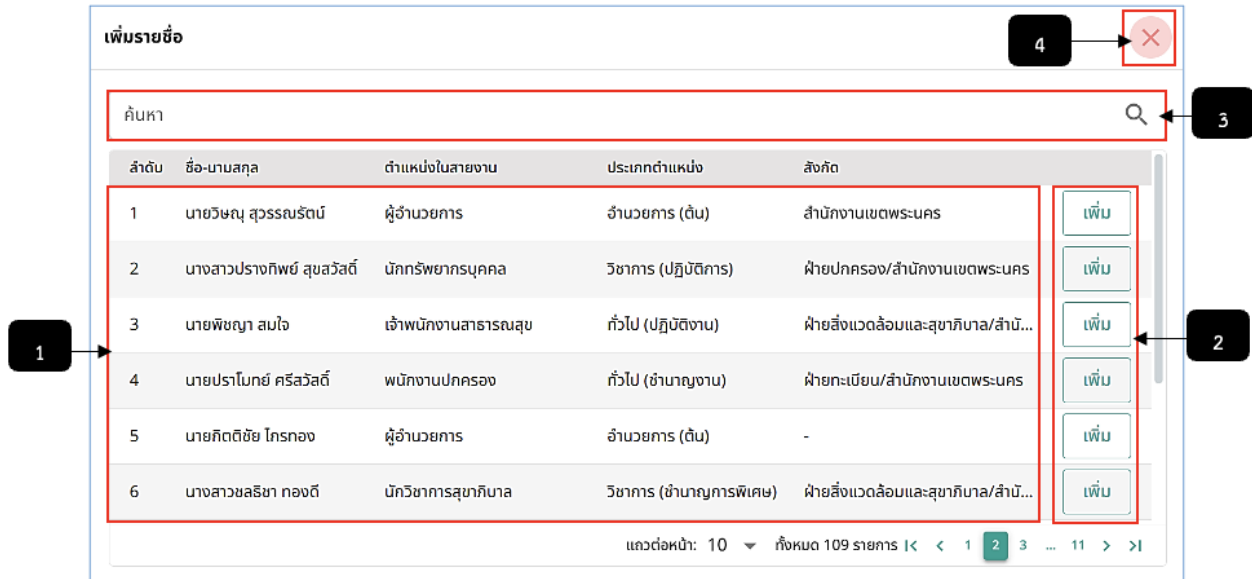 เพิ่มรายชื่อ
4
ค้นหา
3
ลำดับ ชื่อ-นามสกุล ตำแหน่งในสายงาน ประเภทตำแหน่ง สังกัด
1 นายวิษณุ สุวรรณรัตน์ ผู้อำนวยการ อำนวยการ (ต้น) สำนักงานเขตพระนคร เพิ่ม
2 นางสาวปรางทิพย์ สุขสวัสดิ์ นักทรัพยากรบุคคล วิชาการ (ปฏิบัติการ) ฝ่ายปกครอง/สำนักงานเขตพระนคร เพิ่ม
3 นายพิชญา สมใจ เจ้าพนักงานสาธารณสุข ทั่วไป (ปฏิบัติงาน) ฝ่ายสิ่งแวดล้อมและสุขาภิบาล/สำนั... เพิ่ม
1
2
4 นายปราโมทย์ ศรีสวัสดิ์ พนักงานปกครอง ทั่วไป (ชำนาญงาน) ฝ่ายทะเบียน/สำนักงานเขตพระนคร เพิ่ม
5 นายกิตติชัย ไกรทอง ผู้อำนวยการ อำนวยการ (ต้น) - เพิ่ม
6 นางสาวชลธิชา ทองดี นักวิชาการสุขาภิบาล วิชาการ (ชำนาญการพิเศษ) ฝ่ายสิ่งแวดล้อมและสุขาภิบาล/สำนั... เพิ่ม
แถวต่อหน้า: 10 ทั้งหมด 109 รายการ |< < 1 2 3 ... 11 > >|